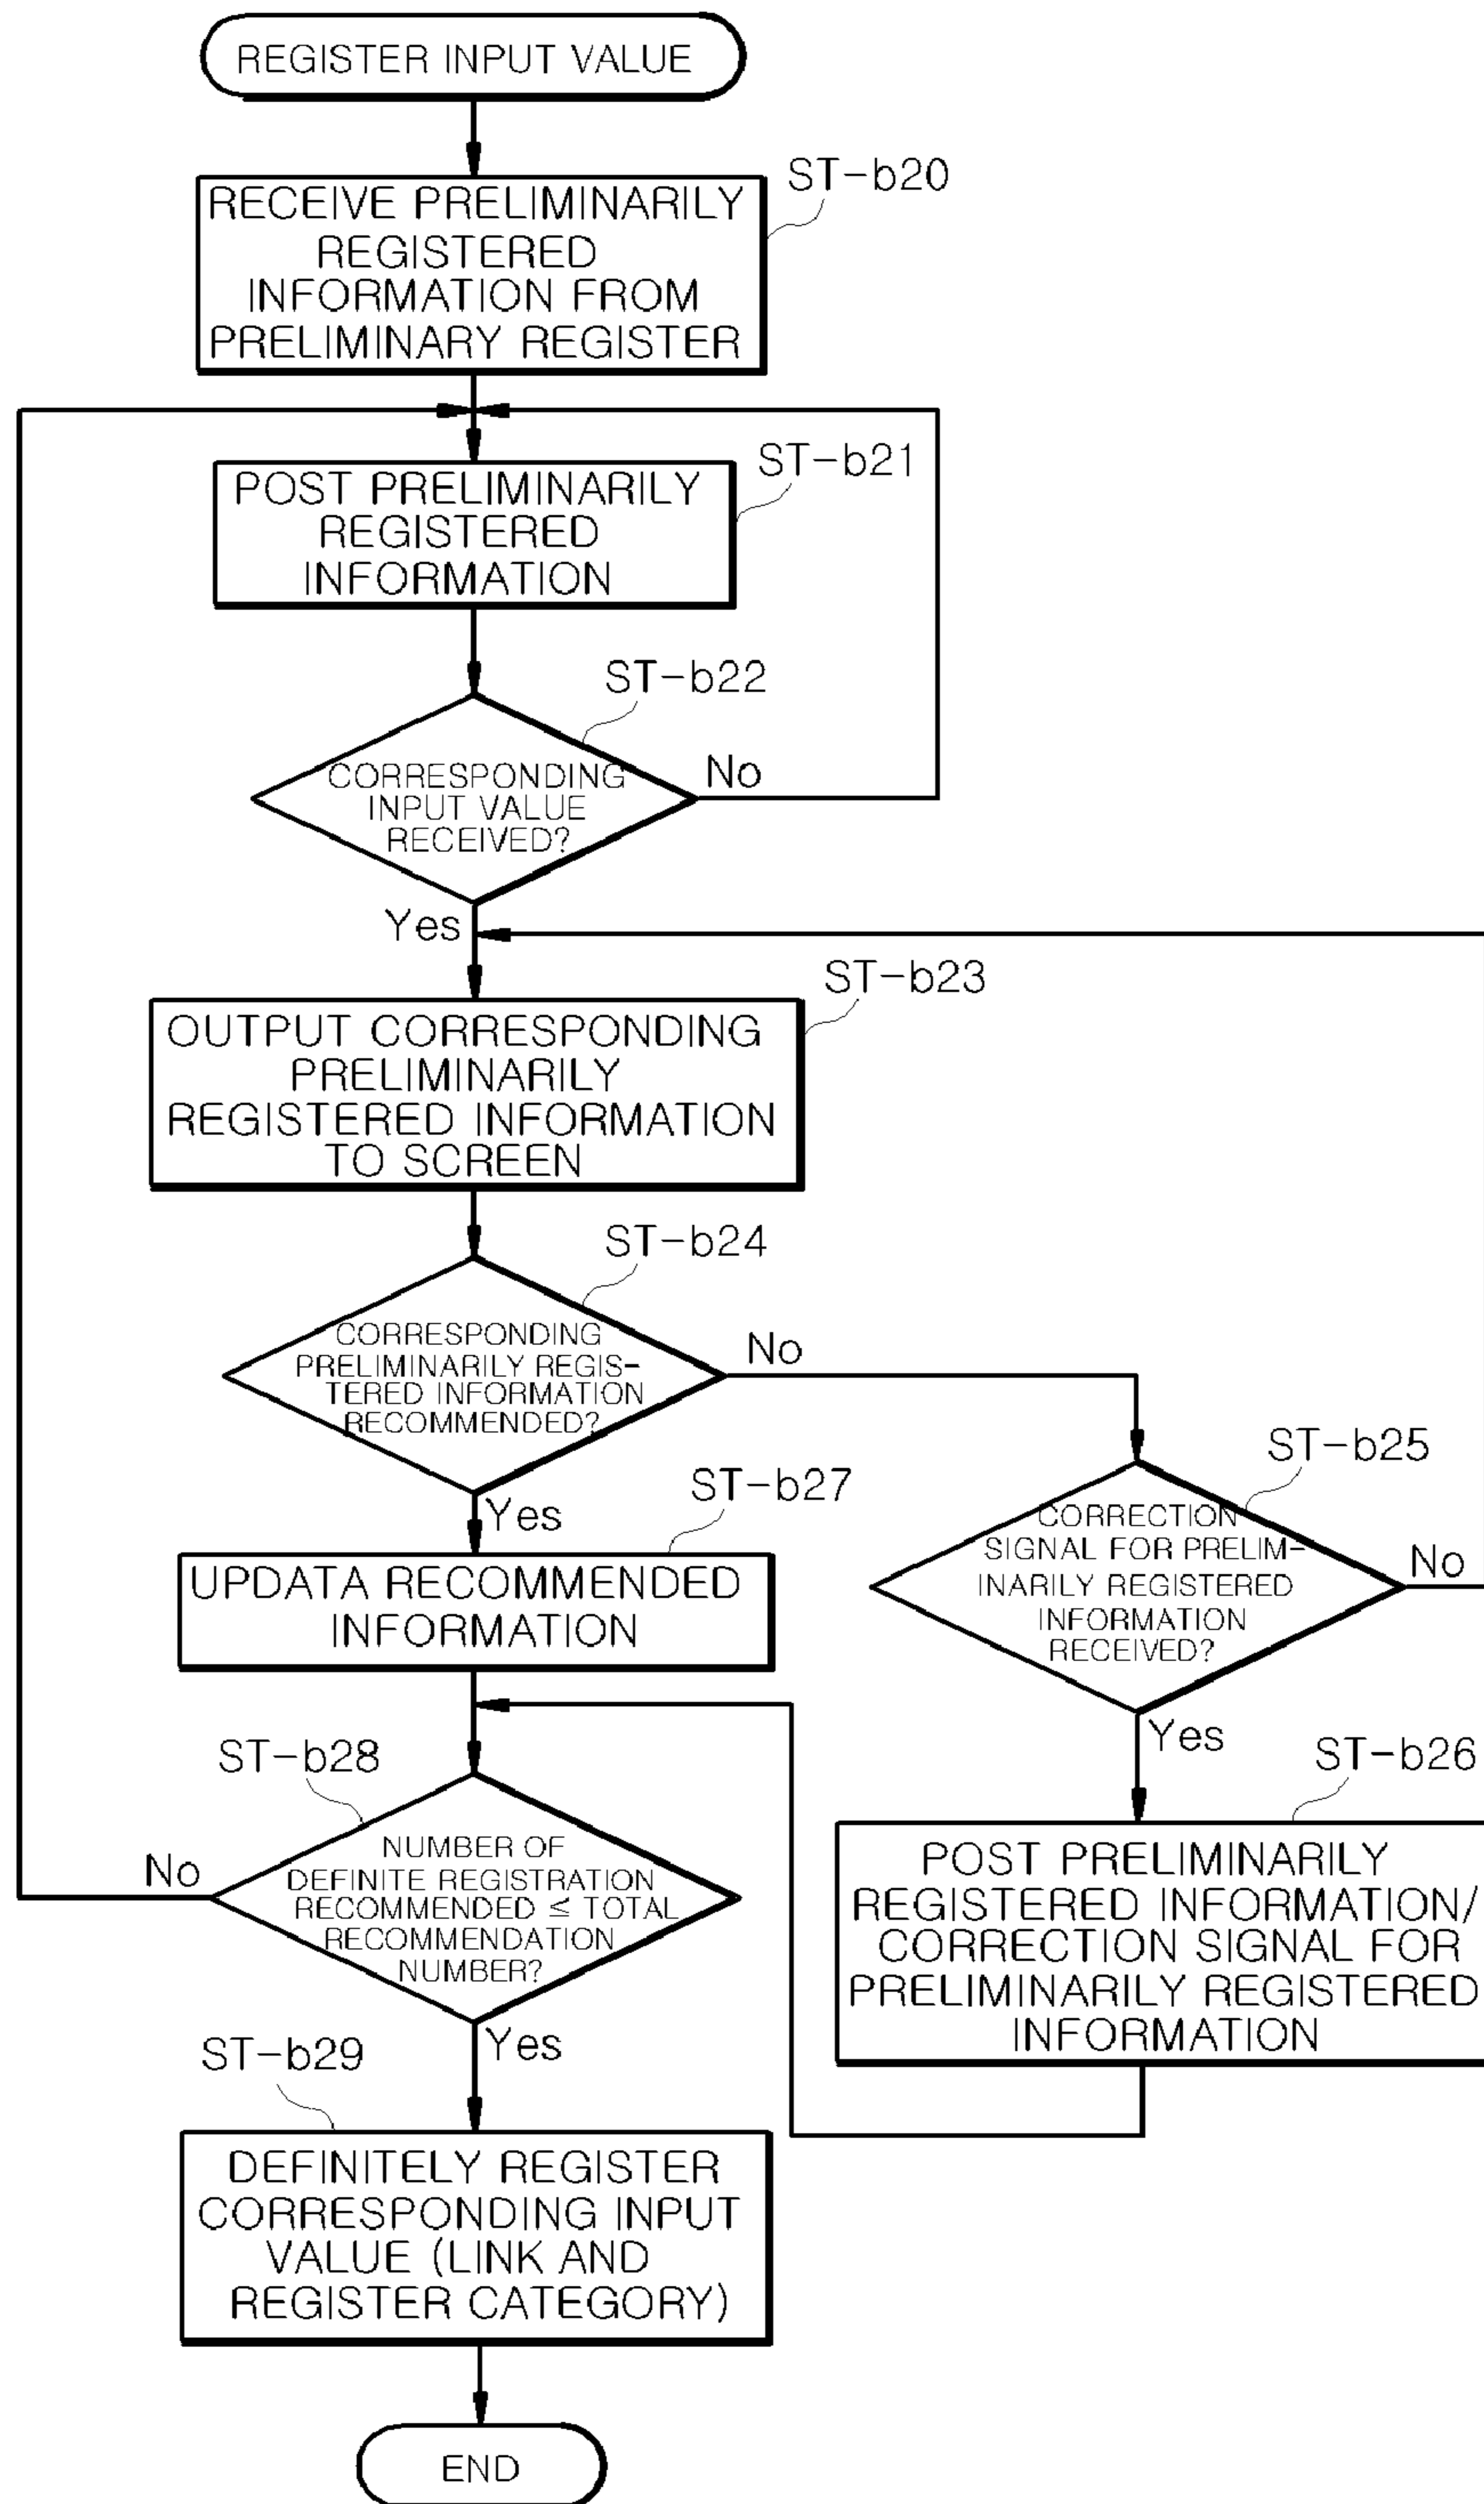 REGISTER INPUT VALUE
ST-b20
RECEIVE PRELIMINARILY
REGISTERED
INFORMATION FROM
PRELIMINARY REGISTER
ST-b21
POST PRELIMINARILY
REGISTERED
INFORMATION
ST-b22
CORRESPONDING
INPUT VALUE
RECEIVED?
No
Yes
ST-b23
OUTPUT CORRESPONDING
PRELIMINARILY
REGISTERED INFORMATION
TO SCREEN
ST-b24
CORRESPONDING
PRELIMINARILY REGIS-
TERED INFORMATION
RECOMMENDED?
No
Yes
ST-b25
CORRECTION
SIGNAL FOR PRELIM-
INARILY REGISTERED
INFORMATION
RECEIVED?
No
Yes
ST-b27
UPDATA RECOMMENDED
INFORMATION
ST-b26
POST PRELIMINARILY
REGISTERED INFORMATION/
CORRECTION SIGNAL FOR
PRELIMINARILY REGISTERED
INFORMATION
ST-b28
NUMBER OF
DEFINITE REGISTRATION
RECOMMENDED ≤ TOTAL
RECOMMENDATION
NUMBER?
No
Yes
ST-b29
DEFINITELY REGISTER
CORRESPONDING INPUT
VALUE (LINK AND
REGISTER CATEGORY)
END